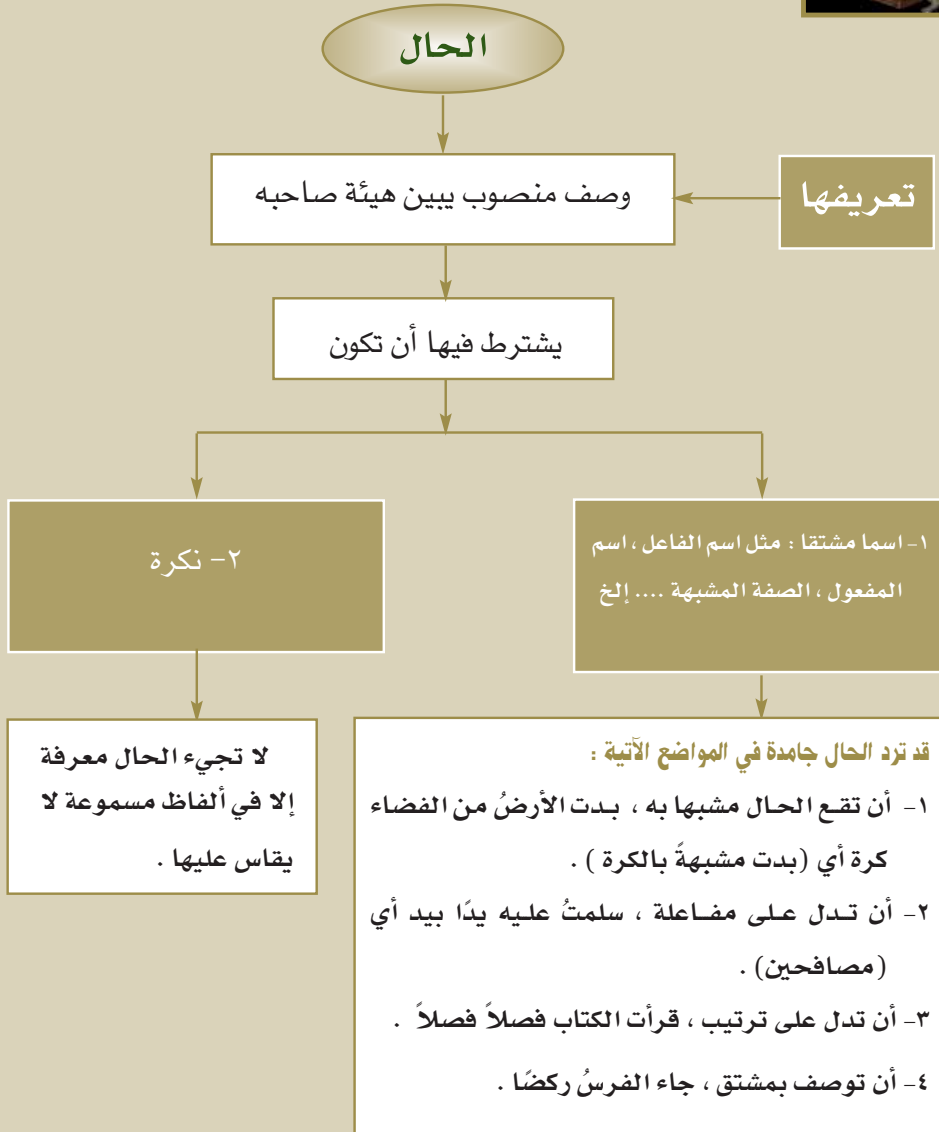 الحال
تعريفها
وصف منصوب يبين هيئة صاحبه
يشترط فيها أن تكون
١- اسما مشتقا : مثل اسم الفاعل ، اسم
المفعول ، الصفة المشبهة .... إلخ
٢- نكرة
قد ترد الحال جامدة في المواضع الآتية :
١- أن تقع الحال مشبها به ، بدت الأرضُ من الفضاء
كرة أي (بدت مشبهةً بالكرة ) .
٢- أن تدل على مفاعلة ، سلمتُ عليه يدًا بيد أي
(مصافحين) .
٣- أن تدل على ترتيب ، قرأت الكتاب فصلاً فصلاً .
٤- أن توصف بمشتق ، جاء الفرسُ ركضًا .
لا تجيء الحال معرفة
إلا في ألفاظ مسموعة لا
يقاس عليها .